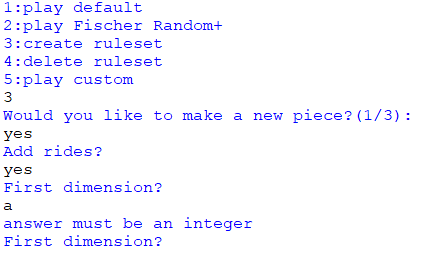 1:play default
2:play Fischer Random+
3:create ruleset
4:delete ruleset
5:play custom
3
Would you like to make a new piece?(1/3):
yes
Add rides?
yes
First dimension?
a
answer must be an integer
First dimension?